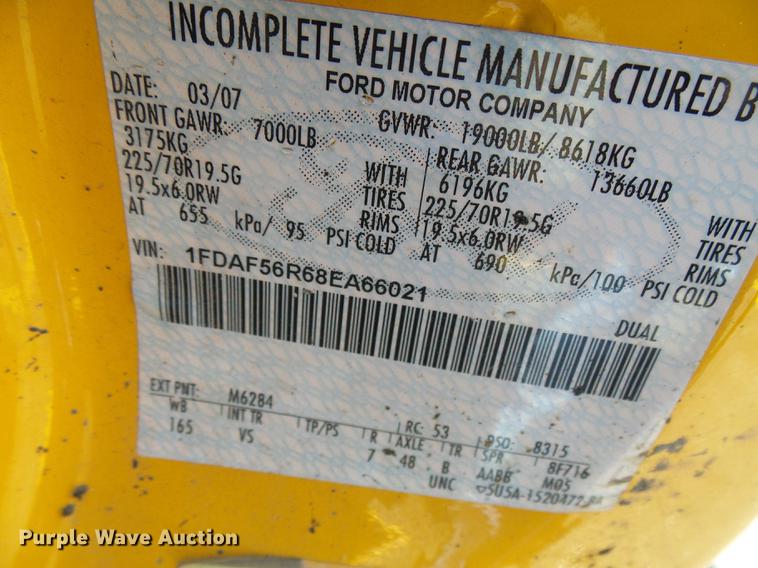 INCOMPLETE VEHICLE MANUFACTURED B
FORD MOTOR COMPANY
DATE: 03/07 GVWR: 19000LB/ 8618KG
FRONT GAWR: 7000LB REAR GAWR: 13660LB
3175KG WITH 6196KG WITH
225/70R19.5G TIRES 225/70R19.5G TIRES
19.5x6.0RW RIMS 19.5x6.0RW RIMS
AT 655 kPa/ 95 PSI COLD AT 690 kPa/100 PSI COLD
VIN: 1FDAF56R68EA66021
DUAL
EXT PNT: M6284 RC: 53 DSO: 8315
WB INT TR TP/PS R AXLE TR SPR 8F716
165 VS 7 48 B AABB M05
UNC 5U5A-1520472-BA
Purple Wave Auction